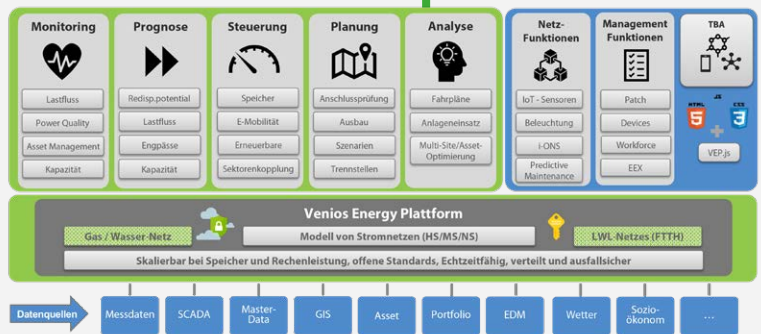 Monitoring
Lastfluss
Power Quality
Asset Management
Kapazität
Prognose
Redisp.potential
Lastfluss
Engpässe
Kapazität
Steuerung
Speicher
E-Mobilität
Erneuerbare
Sektorenkopplung
Planung
Anschlussprüfung
Ausbau
Szenarien
Trennstellen
Analyse
Fahrpläne
Anlageneinsatz
Multi-Site/Asset-
Optimierung
Netz-
Funktionen
IoT - Sensoren
Beleuchtung
i-ONS
Predictive
Maintenance
Management
Funktionen
Patch
Devices
Workforce
EEX
TBA
HTML
5
JS
CSS
3
VEP.js
Venios Energy Plattform
Gas / Wasser-Netz
Modell von Stromnetzen (HS/MS/NS)
LWL-Netzes (FTTH)
Skalierbar bei Speicher und Rechenleistung, offene Standards, Echtzeitfähig, verteilt und ausfallsicher
Datenquellen
Messdaten
SCADA
Master-
Data
GIS
Asset
Portfolio
EDM
Wetter
Sozio-
ökonom
...